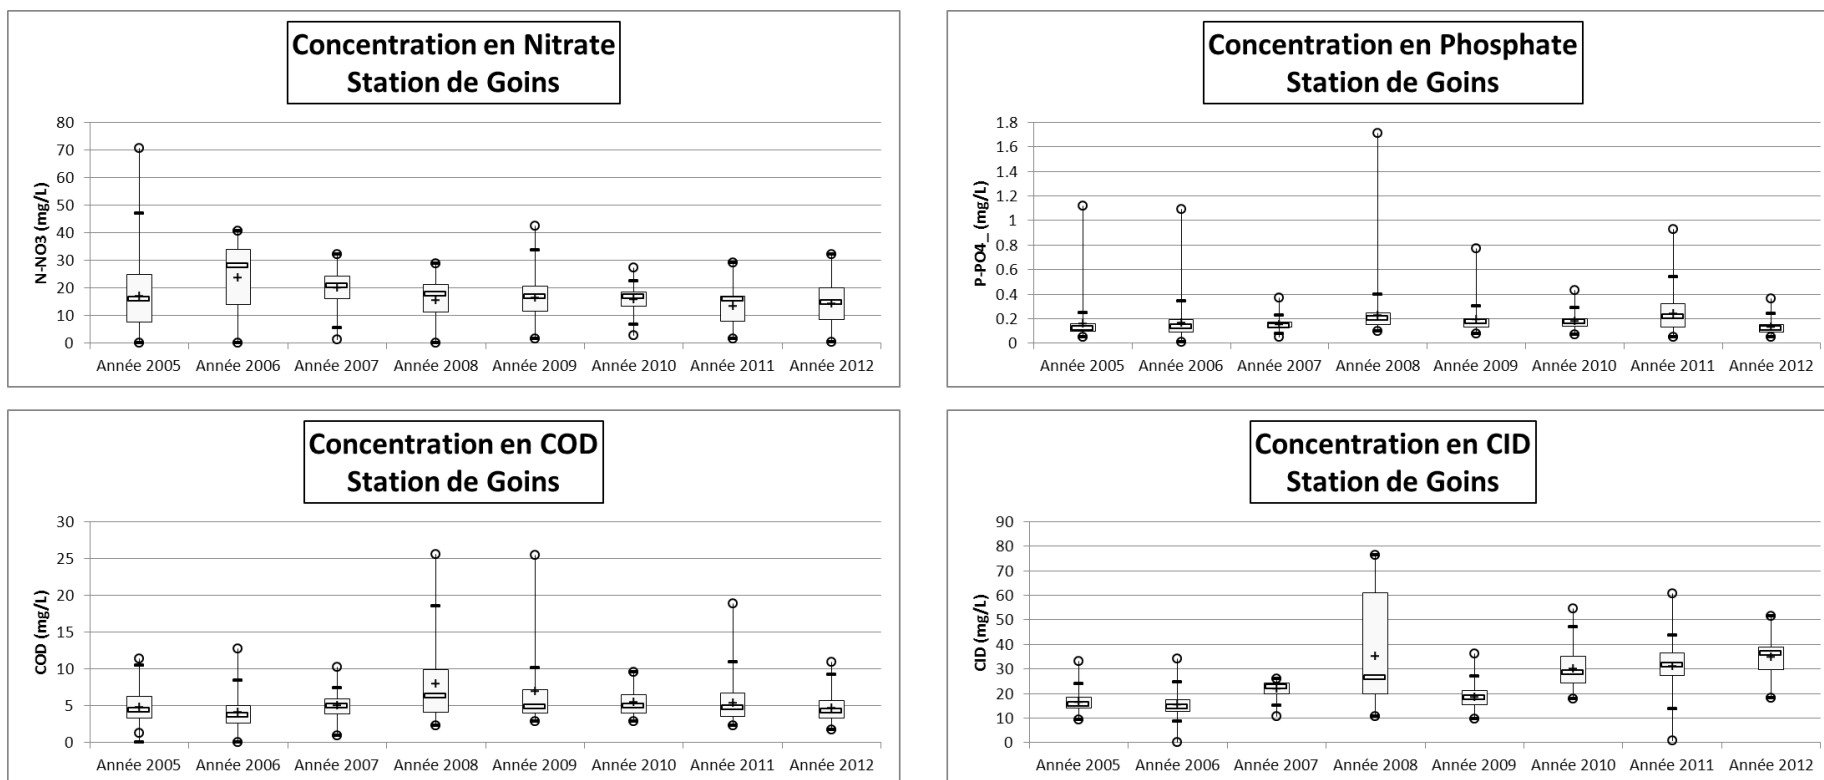 Concentration en Nitrate
Station de Goins
N-NO3 (mg/L)
80
70
60
50
40
30
20
10
0
Année 2005 Année 2006 Année 2007 Année 2008 Année 2009 Année 2010 Année 2011 Année 2012
Concentration en Phosphate
Station de Goins
P-PO4_ (mg/L)
1.8
1.6
1.4
1.2
1
0.8
0.6
0.4
0.2
0
Année 2005 Année 2006 Année 2007 Année 2008 Année 2009 Année 2010 Année 2011 Année 2012
Concentration en COD
Station de Goins
COD (mg/L)
30
25
20
15
10
5
0
Année 2005 Année 2006 Année 2007 Année 2008 Année 2009 Année 2010 Année 2011 Année 2012
Concentration en CID
Station de Goins
CID (mg/L)
90
80
70
60
50
40
30
20
10
0
Année 2005 Année 2006 Année 2007 Année 2008 Année 2009 Année 2010 Année 2011 Année 2012